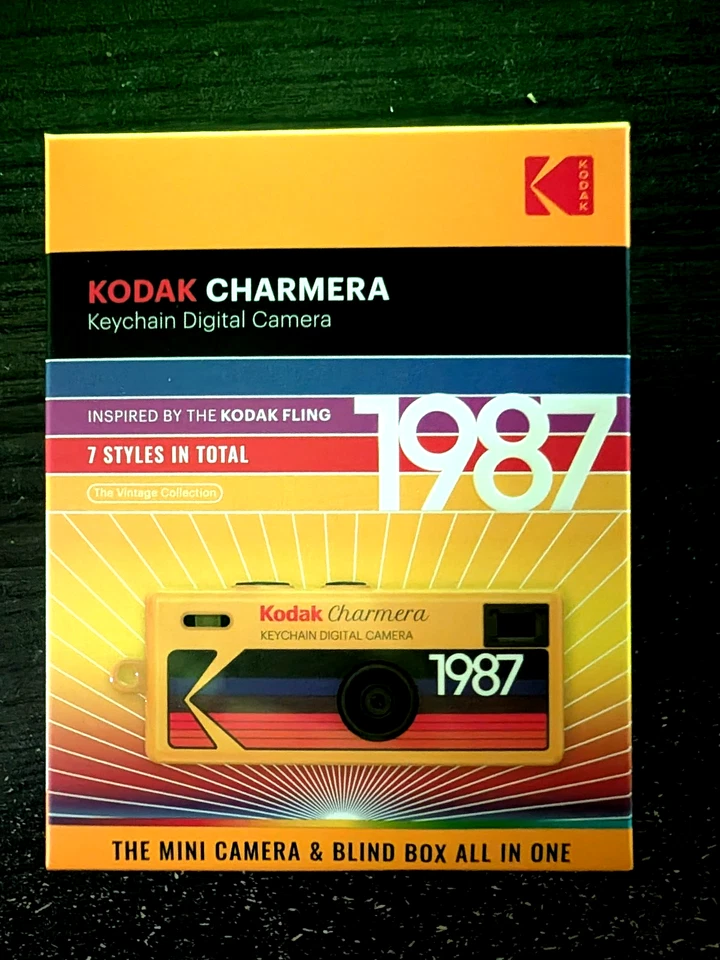 KODAK
KODAK CHARMERA
Keychain Digital Camera
INSPIRED BY THE KODAK FLING
1987
7 STYLES IN TOTAL
The Vintage Collection
Kodak Charmera
KEYCHAIN DIGITAL CAMERA
1987
THE MINI CAMERA & BLIND BOX ALL IN ONE